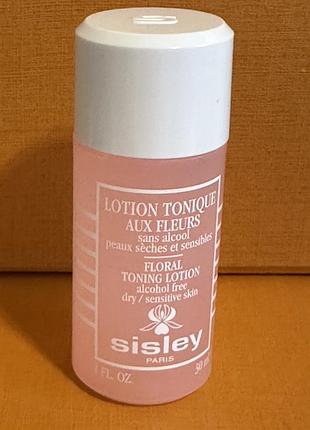 LOTION TONIQUE
AUX FLEURS
sans alcool
peaux sèches et sensibles
FLORAL
TONING LOTION
alcohol free
dry / sensitive skin
sisley
PARIS
1 FL. OZ.
30 ml